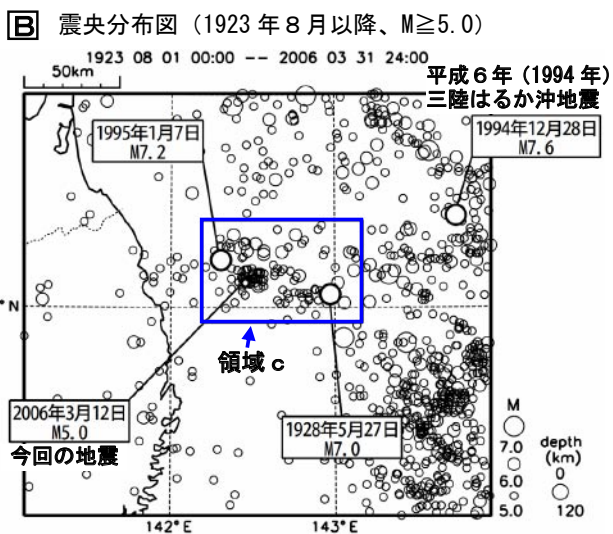 B 震央分布図（1923年８月以降、M≧5.0）
1923 08 01 00:00 -- 2006 03 31 24:00
50km
平成６年（1994年）
三陸はるか沖地震
1995年1月7日
M7.2
1994年12月28日
M7.6
°N
領域ｃ
2006年3月12日
M5.0
今回の地震
1928年5月27日
M7.0
M
7.0
6.0
5.0
depth
(km)
0
120
142°E
143°E